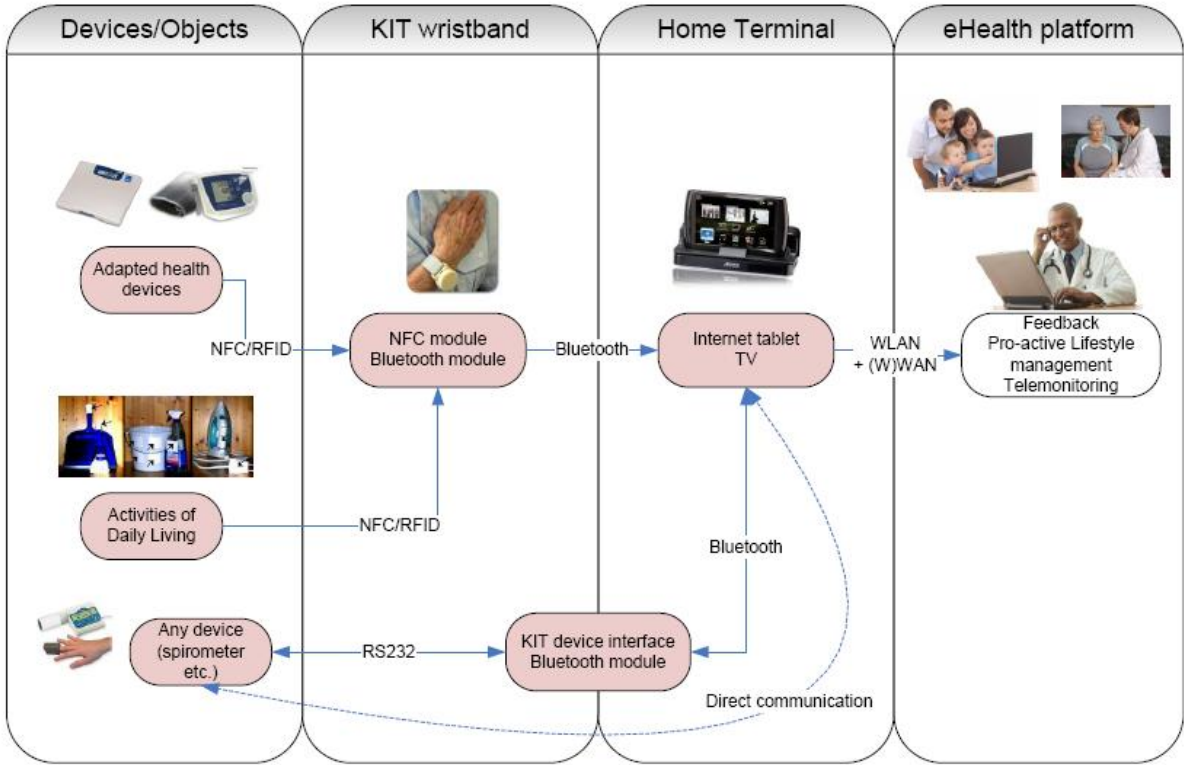 Devices/Objects
KIT wristband
Home Terminal
eHealth platform
Adapted health
devices
NFC/RFID
NFC module
Bluetooth module
Bluetooth
Internet tablet
TV
WLAN
+ (W)WAN
Feedback
Pro-active Lifestyle
management
Telemonitoring
Activities of
Daily Living
NFC/RFID
Bluetooth
Any device
(spirometer
etc.)
RS232
KIT device interface
Bluetooth module
Direct communication